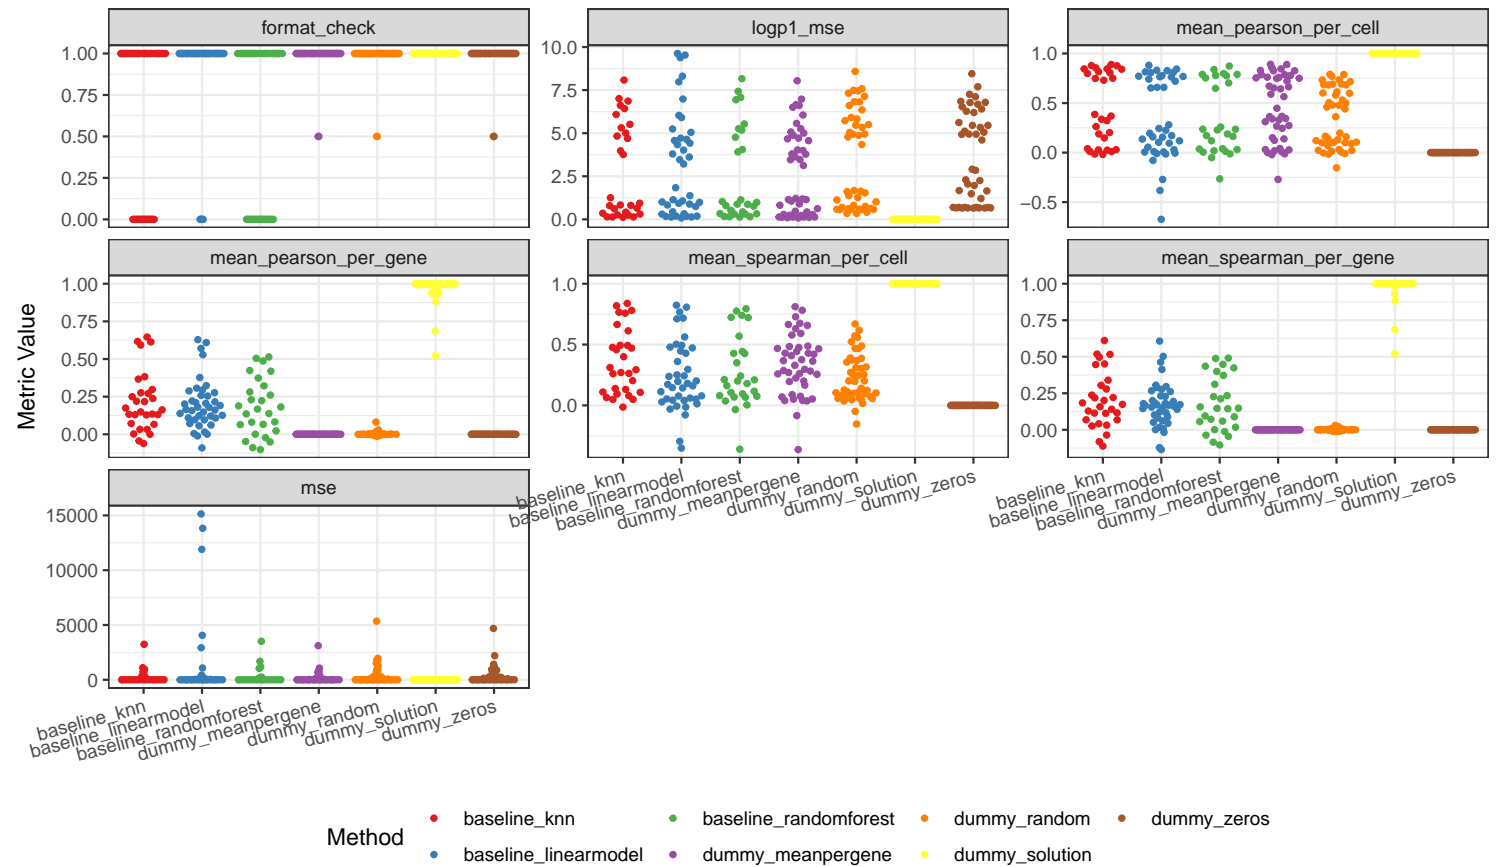 format_check
logp1_mse
mean_pearson_per_cell
1.00
0.75
0.50
0.25
0.00
10.0
7.5
5.0
2.5
0.0
1.0
0.5
0.0
−0.5
mean_pearson_per_gene
mean_spearman_per_cell
mean_spearman_per_gene
1.00
0.75
0.50
0.25
0.00
1.0
0.5
0.0
1.00
0.75
0.50
0.25
0.00
Metric Value
baseline_knn
baseline_linearmodel
baseline_randomforest
dummy_meanpergene
dummy_random
dummy_solution
dummy_zeros
baseline_knn
baseline_linearmodel
baseline_randomforest
dummy_meanpergene
dummy_random
dummy_solution
dummy_zeros
mse
15000
10000
5000
0
baseline_knn
baseline_linearmodel
baseline_randomforest
dummy_meanpergene
dummy_random
dummy_solution
dummy_zeros
Method
baseline_knn
baseline_randomforest
dummy_random
dummy_zeros
baseline_linearmodel
dummy_meanpergene
dummy_solution